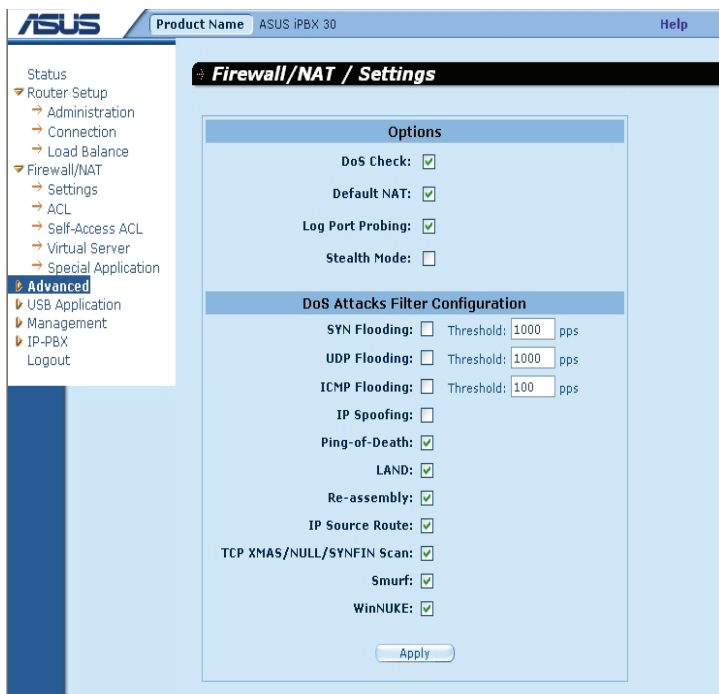 ASUS
Product Name ASUS iPBX 30
Help
Status
Router Setup
Administration
Connection
Load Balance
Firewall/NAT
Settings
ACL
Self-Access ACL
Virtual Server
Special Application
Advanced
USB Application
Management
IP-PBX
Logout
Firewall/NAT / Settings
Options
DoS Check:
Default NAT:
Log Port Probing:
Stealth Mode:
DoS Attacks Filter Configuration
SYN Flooding: Threshold: 1000 pps
UDP Flooding: Threshold: 1000 pps
ICMP Flooding: Threshold: 100 pps
IP Spoofing:
Ping-of-Death:
LAND:
Re-assembly:
IP Source Route:
TCP XMAS/NULL/SYNFIN Scan:
Smurf:
WinNUKE:
Apply